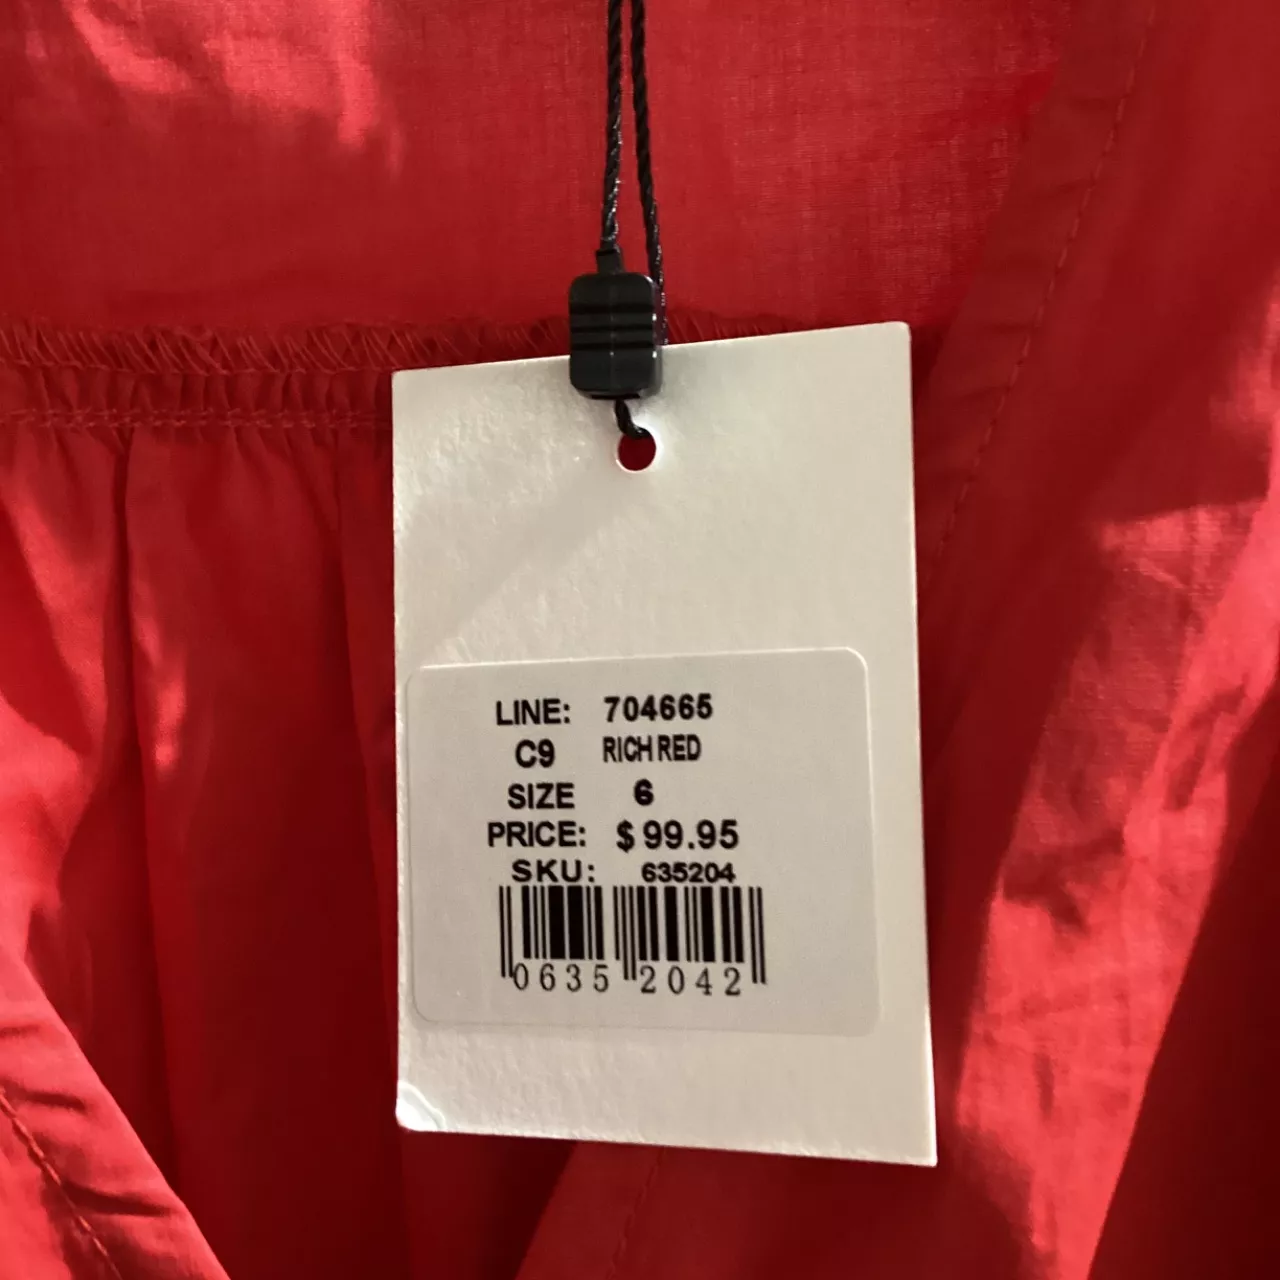 LINE: 704665
C9 RICH RED
SIZE 6
PRICE: $99.95
SKU: 635204
0635 2042